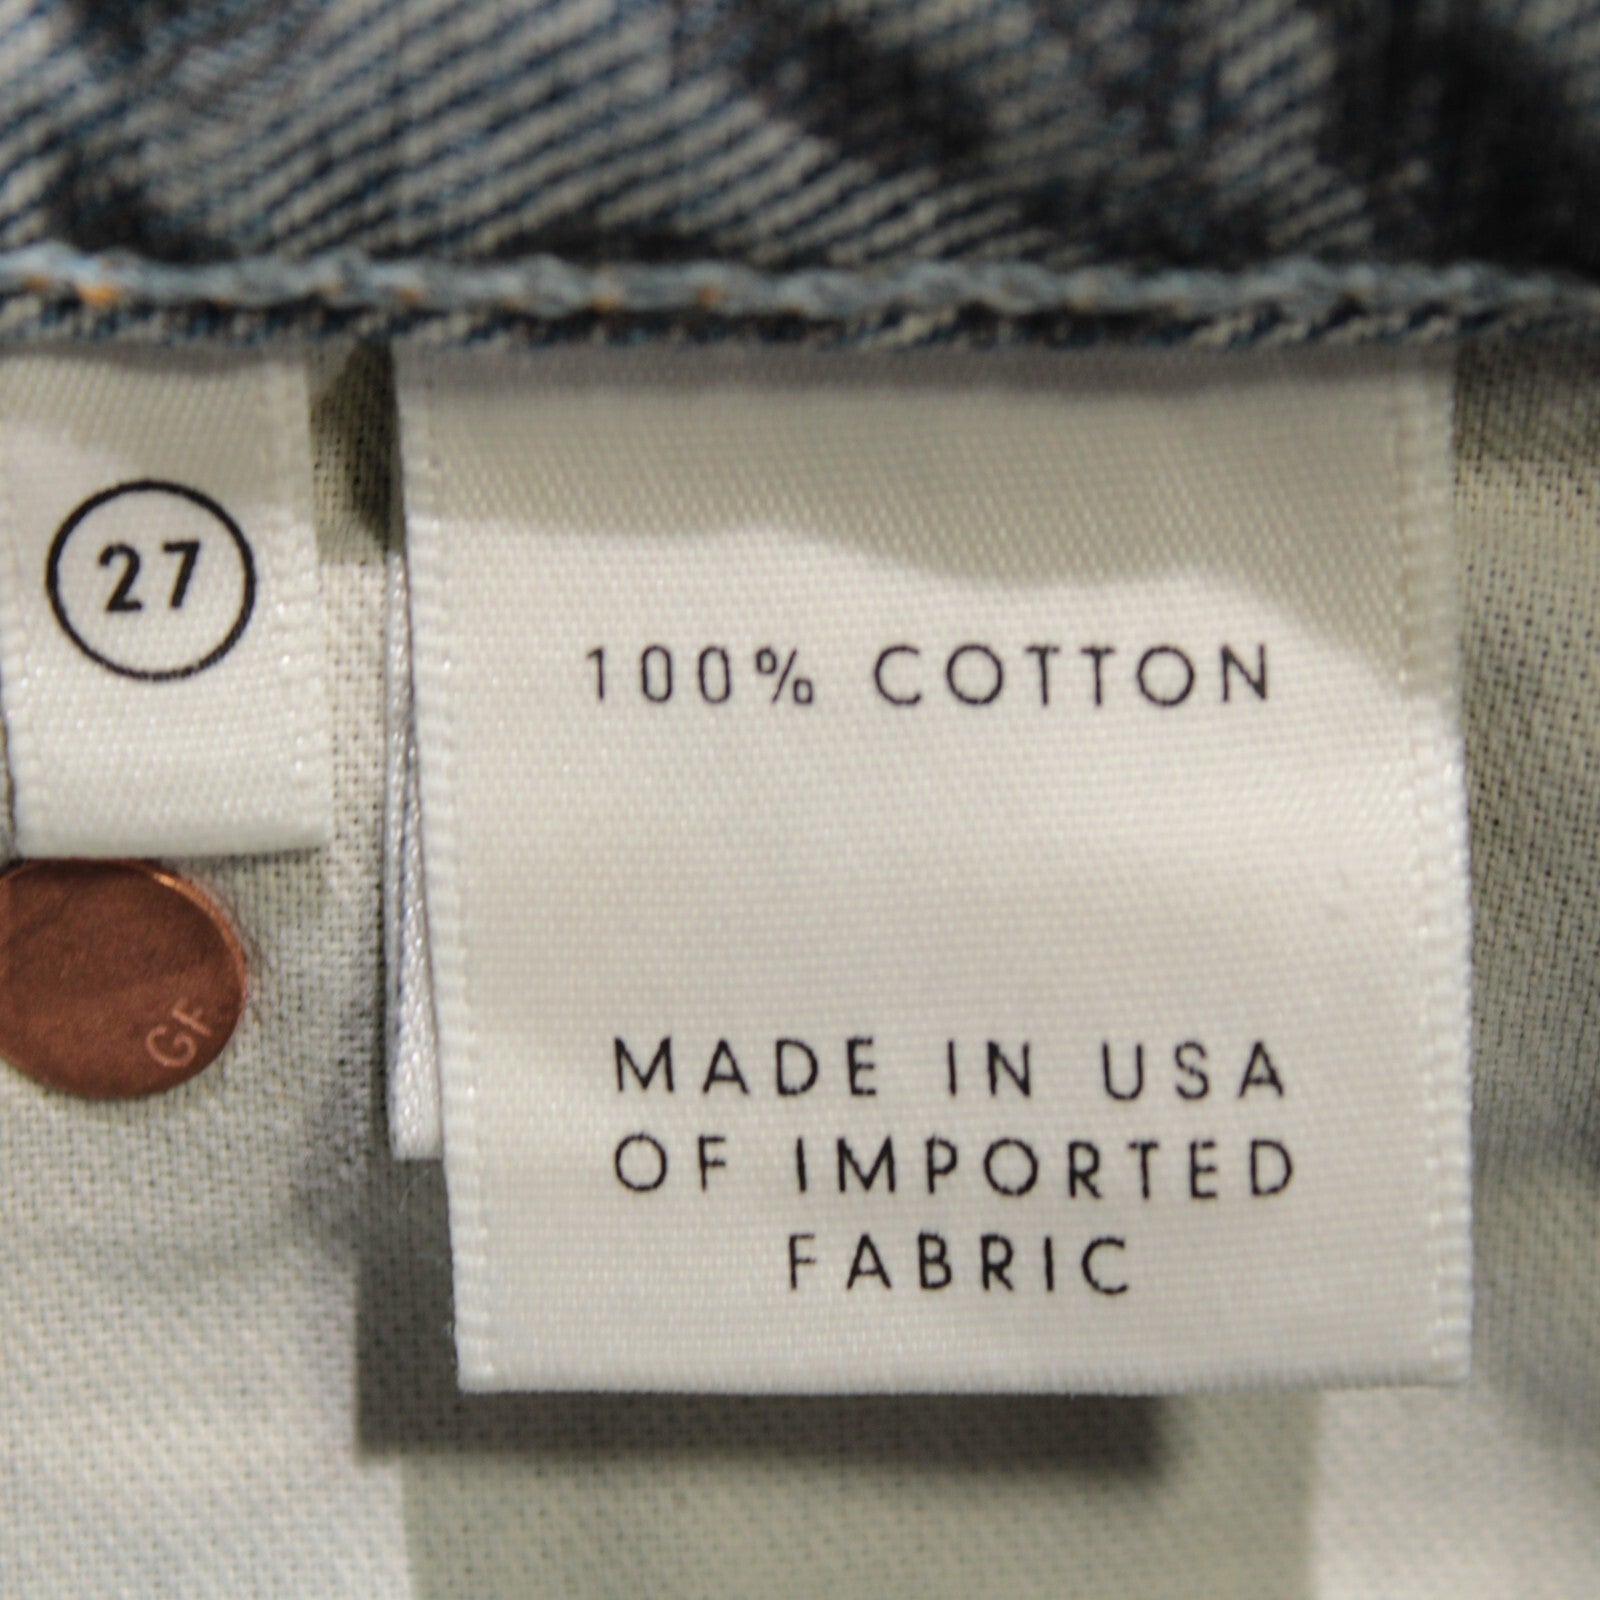 27
100% COTTON
GF
MADE IN USA
OF IMPORTED
FABRIC